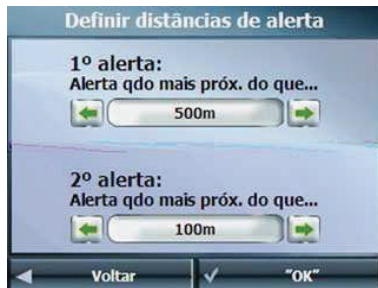 Definir distâncias de alerta
1º alerta:
Alerta qdo mais próx. do que...
500m
2º alerta:
Alerta qdo mais próx. do que...
100m
Voltar
"OK"